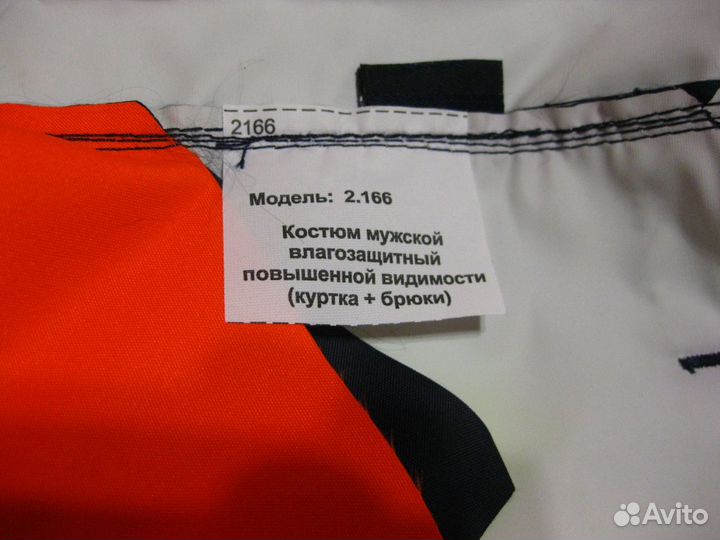 2166
Модель: 2.166
Костюм мужской
влагозащитный
повышенной видимости
(куртка + брюки)
Avito